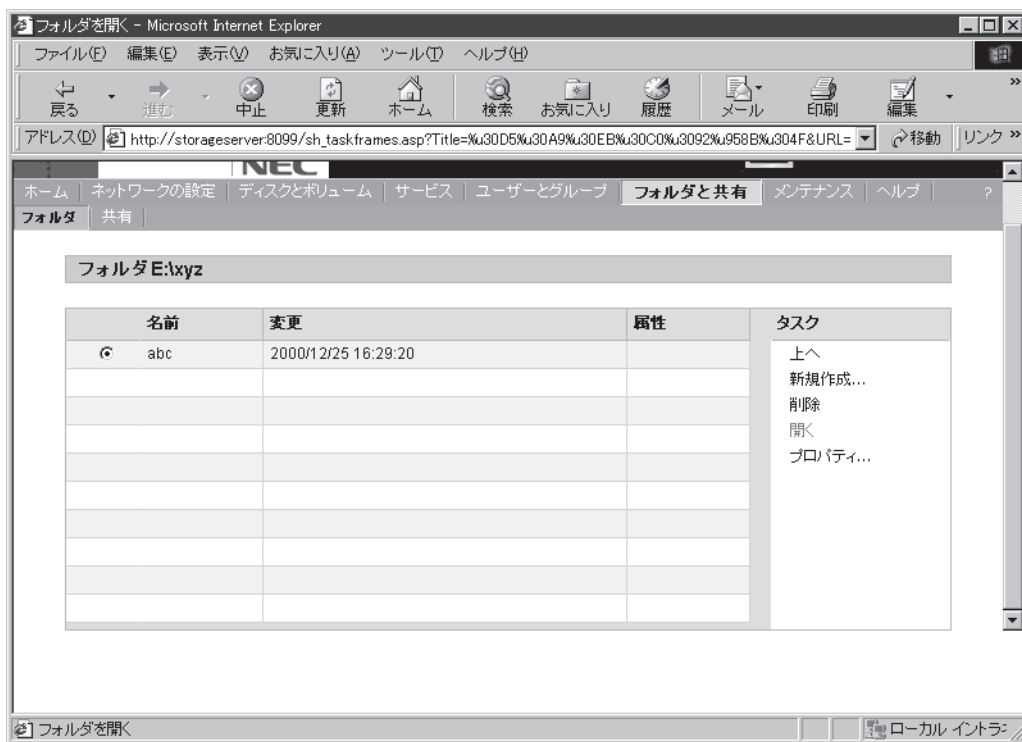 フォルダを開く - Microsoft Internet Explorer
ファイル(F) 編集(E) 表示(V) お気に入り(A) ツール(T) ヘルプ(H)
戻る 進む 中止 更新 ホーム 検索 お気に入り 履歴 メール 印刷 編集 »
アドレス(D) http://storageserver:8099/sh_taskframes.asp?Title=%u30D5%u30A9%u30EB%u30C0%u3092%u958B%u304F&URL= 移動 リンク »
NEC
ホーム ネットワークの設定 ディスクとボリューム サービス ユーザーとグループ フォルダと共有 メンテナンス ヘルプ ?
フォルダ 共有
フォルダ E:\xyz
名前 変更 属性 タスク
abc 2000/12/25 16:29:20
上へ
新規作成...
削除
開く
プロパティ...
フォルダを開く ローカル イントラネ